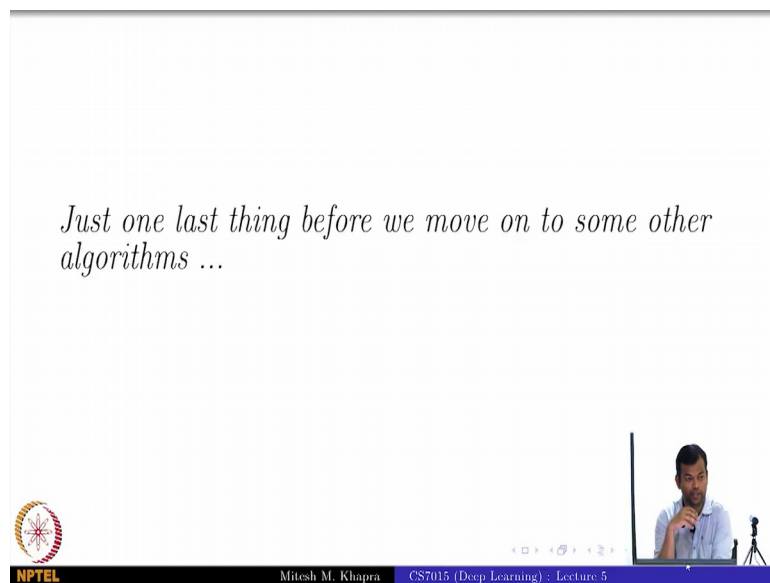 Just one last thing before we move on to some other
algorithms ...
NPTEL
Mitesh M. Khapra
CS7015 (Deep Learning) : Lecture 5